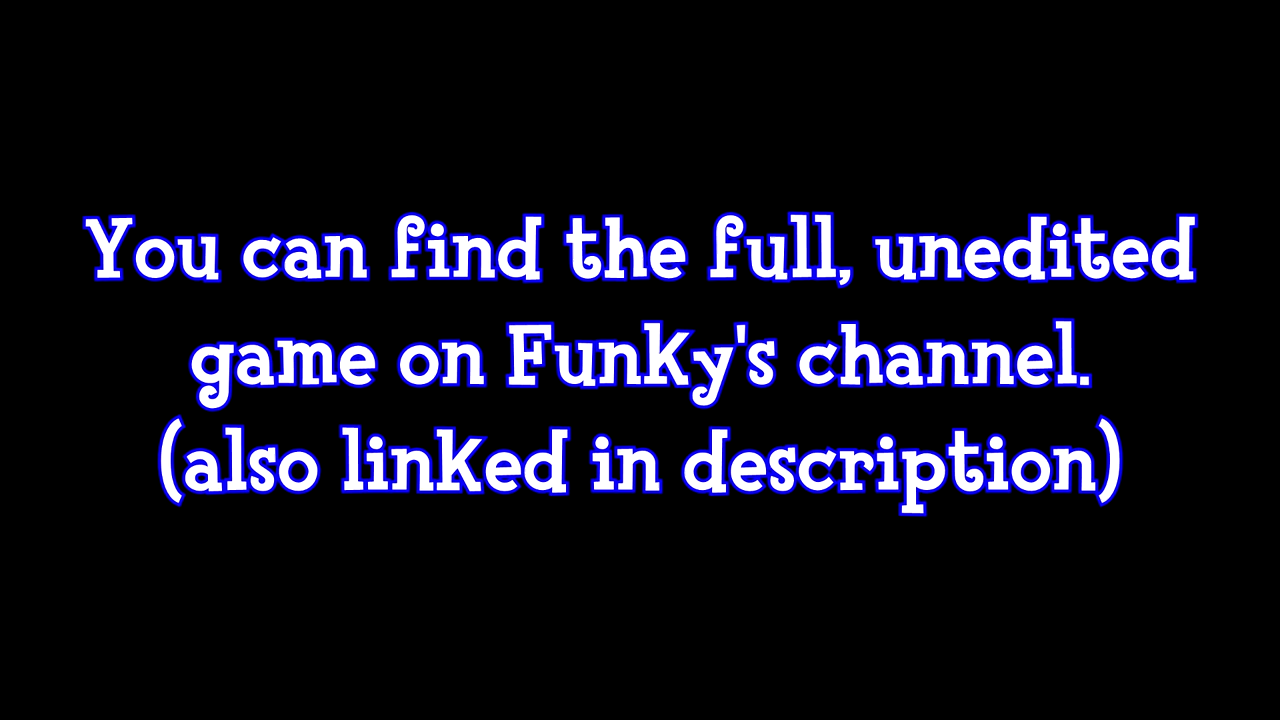 You can find the full, unedited
game on Funky's channel.
(also linked in description)